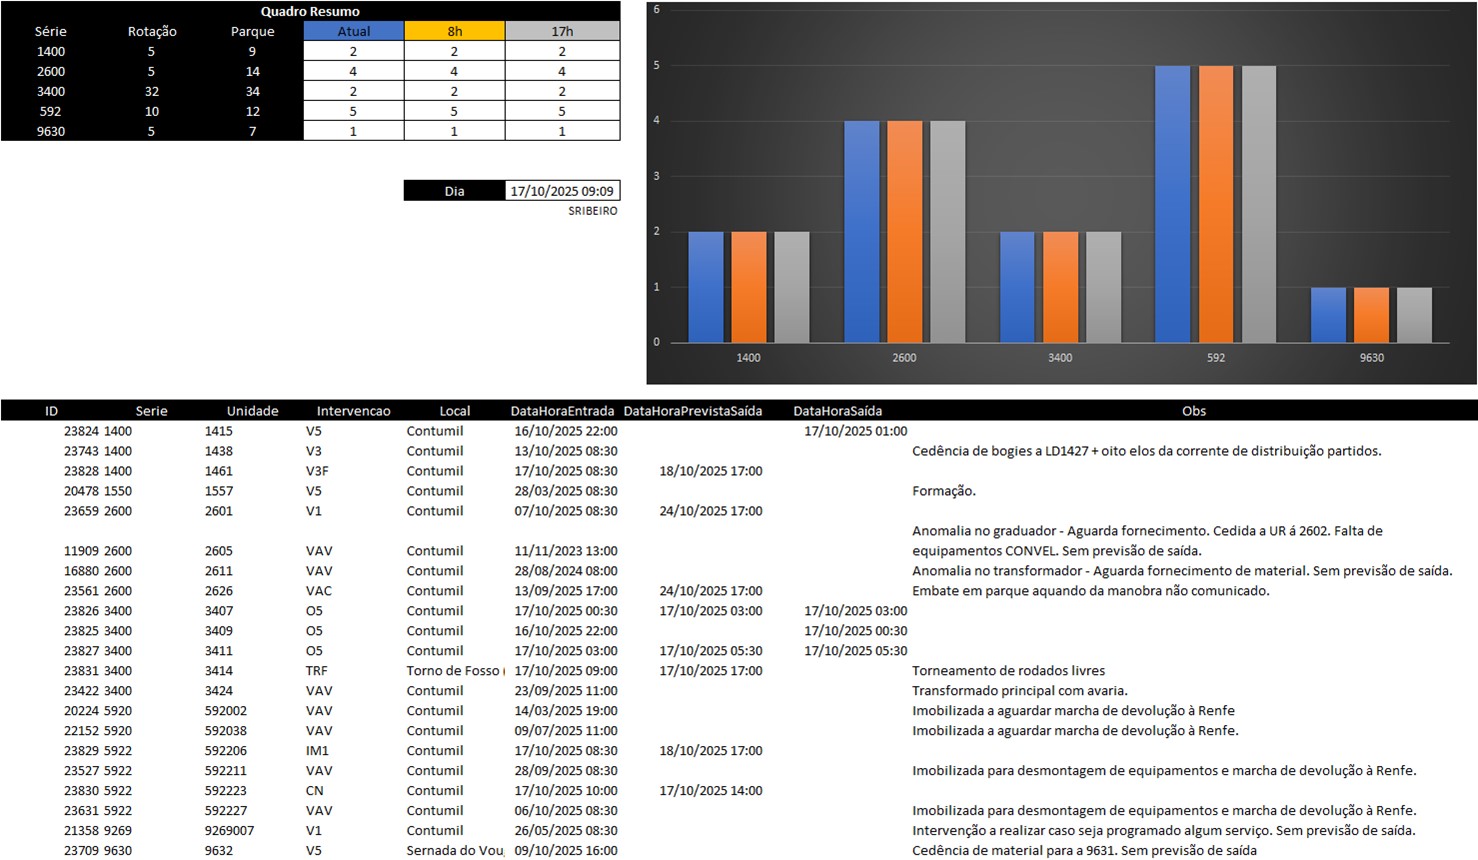 Quadro Resumo
Série Rotação Parque Atual 8h 17h
1400 5 9 2 2 2
2600 5 14 4 4 4
3400 32 34 2 2 2
592 10 12 5 5 5
9630 5 7 1 1 1
Dia 17/10/2025 09:09
SRIBEIRO
6
5
4
3
2
1
0
1400 2600 3400 592 9630
ID Serie Unidade Intervencao Local DataHoraEntrada DataHoraPrevistaSaída DataHoraSaída Obs
23824 1400 1415 V5 Contumil 16/10/2025 22:00 17/10/2025 01:00
23743 1400 1438 V3 Contumil 13/10/2025 08:30 Cedência de bogies a LD1427 + oito elos da corrente de distribuição partidos.
23828 1400 1461 V3F Contumil 17/10/2025 08:30 18/10/2025 17:00
20478 1550 1557 V5 Contumil 28/03/2025 08:30 Formação.
23659 2600 2601 V1 Contumil 07/10/2025 08:30 24/10/2025 17:00
Anomalia no graduador - Aguarda fornecimento. Cedida a UR á 2602. Falta de
11909 2600 2605 VAV Contumil 11/11/2023 13:00 equipamentos CONVEL. Sem previsão de saída.
16880 2600 2611 VAV Contumil 28/08/2024 08:00 Anomalia no transformador - Aguarda fornecimento de material. Sem previsão de saída.
23561 2600 2626 VAC Contumil 13/09/2025 17:00 24/10/2025 17:00 Embate em parque aquando da manobra não comunicado.
23826 3400 3407 O5 Contumil 17/10/2025 00:30 17/10/2025 03:00 17/10/2025 03:00
23825 3400 3409 O5 Contumil 16/10/2025 22:00 17/10/2025 00:30
23827 3400 3411 O5 Contumil 17/10/2025 03:00 17/10/2025 05:30 17/10/2025 05:30
23831 3400 3414 TRF Torno de Fosso ( 17/10/2025 09:00 17/10/2025 17:00 Torneamento de rodados livres
23422 3400 3424 VAV Contumil 23/09/2025 11:00 Transformado principal com avaria.
20224 5920 592002 VAV Contumil 14/03/2025 19:00 Imobilizada a aguardar marcha de devolução à Renfe
22152 5920 592038 VAV Contumil 09/07/2025 11:00 Imobilizada a aguardar marcha de devolução à Renfe.
23829 5922 592206 IM1 Contumil 17/10/2025 08:30 18/10/2025 17:00
23527 5922 592211 VAV Contumil 28/09/2025 08:30 Imobilizada para desmontagem de equipamentos e marcha de devolução à Renfe.
23830 5922 592223 CN Contumil 17/10/2025 10:00 17/10/2025 14:00
23631 5922 592227 VAV Contumil 06/10/2025 08:30 Imobilizada para desmontagem de equipamentos e marcha de devolução à Renfe.
21358 9269 9269007 V1 Contumil 26/05/2025 08:30 Intervenção a realizar caso seja programado algum serviço. Sem previsão de saída.
23709 9630 9632 V5 Sernada do Vou 09/10/2025 16:00 Cedência de material para a 9631. Sem previsão de saída